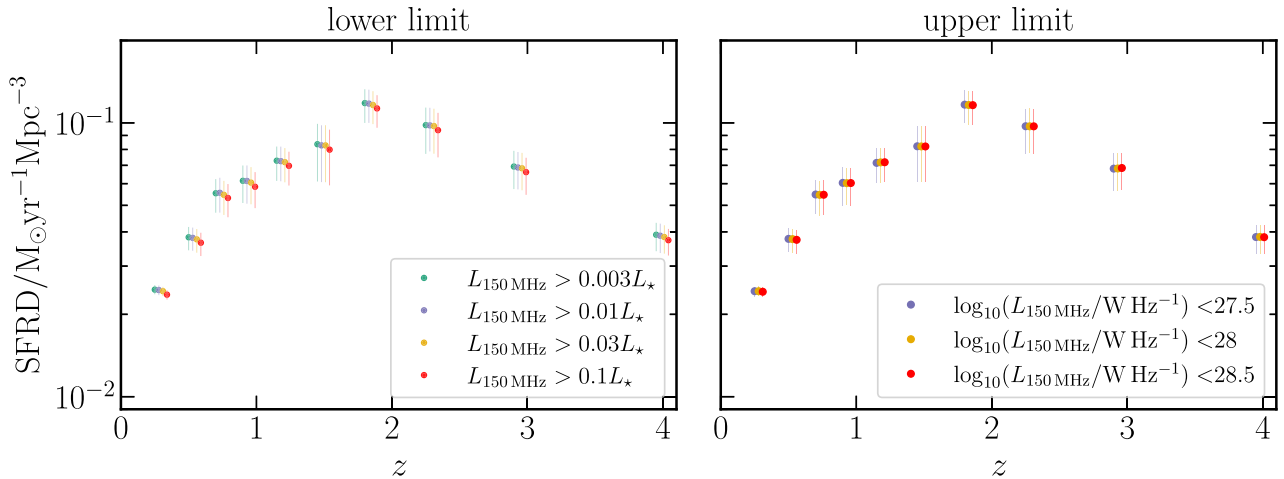 lower limit
upper limit
SFRD/M⊙yr⁻¹Mpc⁻³
10⁻¹
10⁻²
L₁₅₀ MHz > 0.003L⋆
L₁₅₀ MHz > 0.01L⋆
L₁₅₀ MHz > 0.03L⋆
L₁₅₀ MHz > 0.1L⋆
0 1 2 3 4
z
log₁₀(L₁₅₀ MHz/W Hz⁻¹) <27.5
log₁₀(L₁₅₀ MHz/W Hz⁻¹) <28
log₁₀(L₁₅₀ MHz/W Hz⁻¹) <28.5
0 1 2 3 4
z